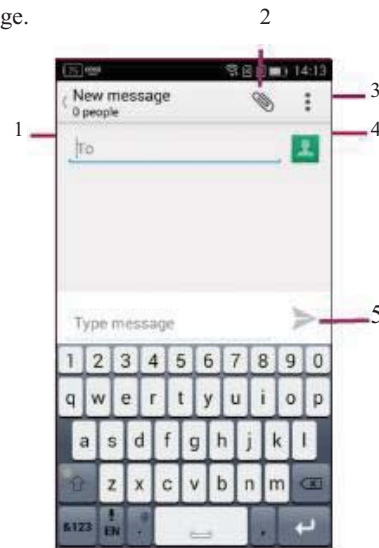 ge.
2
75 14:13
New message
0 people
3
1
4
To
Type message
5
1 2 3 4 5 6 7 8 9 0
q w e r t y u i o p
a s d f g h j k l
z x c v b n m
&123 EN . ,